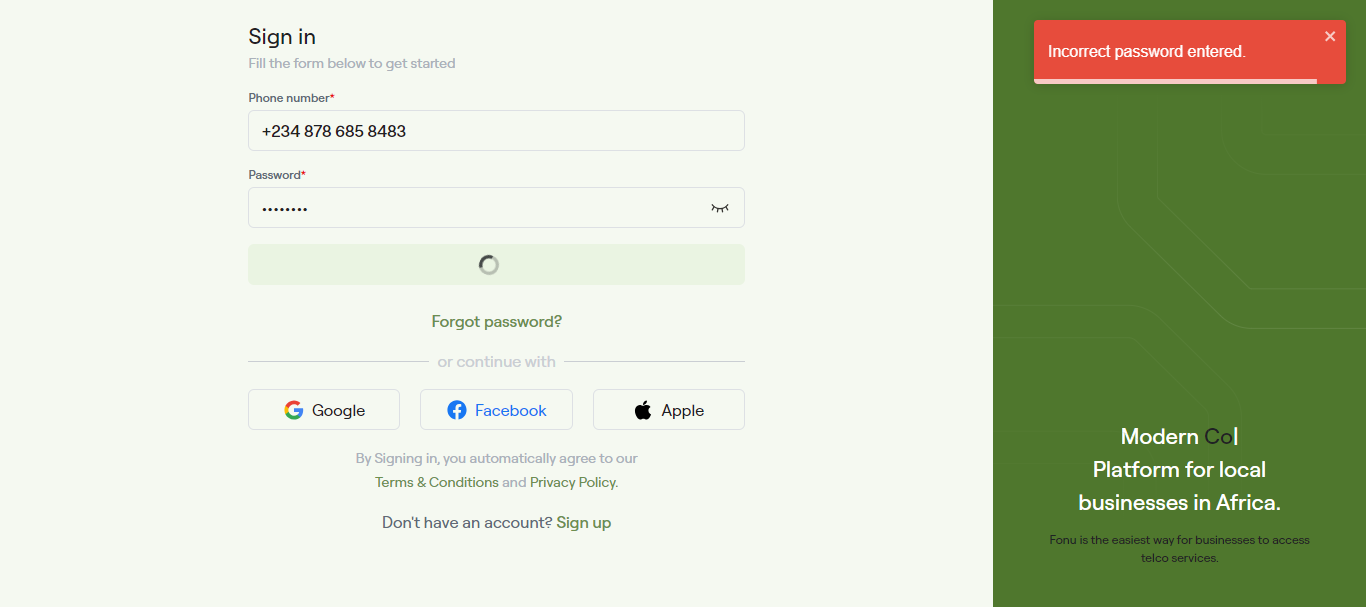 Sign in
Fill the form below to get started
Phone number*
+234 878 685 8483
Password*
••••••••
Forgot password?
or continue with
Google
Facebook
Apple
By Signing in, you automatically agree to our
Terms & Conditions and Privacy Policy.
Don't have an account? Sign up
Incorrect password entered.
Modern Co|
Platform for local
businesses in Africa.
Fonu is the easiest way for businesses to access
telco services.